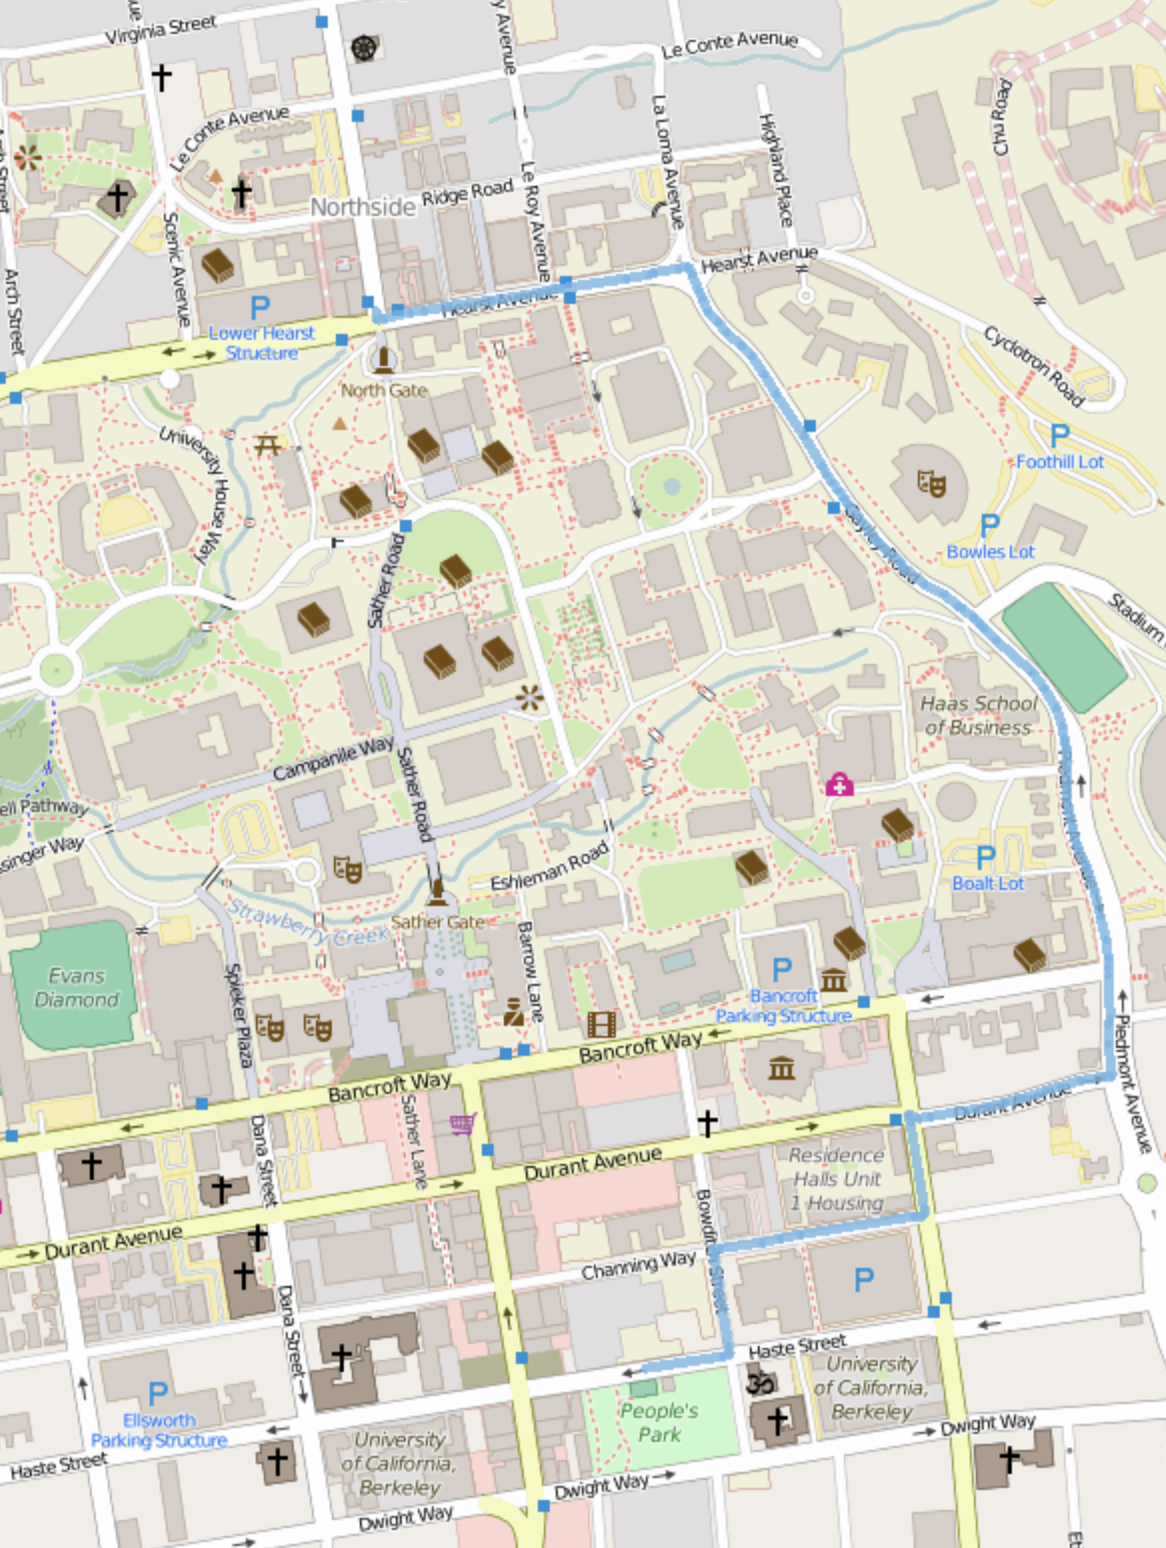 Virginia Street
Le Conte Avenue
Le Conte Avenue
La Loma Avenue
Highland Place
Le Roy Avenue
Ridge Road
Northside
Arch Street
Scenic Avenue
Hearst Avenue
Hearst Avenue
P
Lower Hearst
Structure
North Gate
Cyclotron Road
P
Foothill Lot
University House Way
P
Bowles Lot
Gayley Road
Sather Road
Stadium
Haas School
of Business
Campanile Way
Sather Road
Piedmont Avenue
Eshleman Road
P
Boalt Lot
Strawberry Creek
Sather Gate
Evans
Diamond
Spieker Plaza
Barrow Lane
P
Bancroft
Parking Structure
Bancroft Way
Bancroft Way
Piedmont Avenue
Durant Avenue
Sather Lane
Dana Street
Durant Avenue
Residence
Halls Unit
1 Housing
Durant Avenue
Bowditch Street
Channing Way
P
Dana Street
Haste Street
University
of California,
Berkeley
P
Ellsworth
Parking Structure
People's
Park
Haste Street
University
of California,
Berkeley
Dwight Way
Dwight Way
Dwight Way